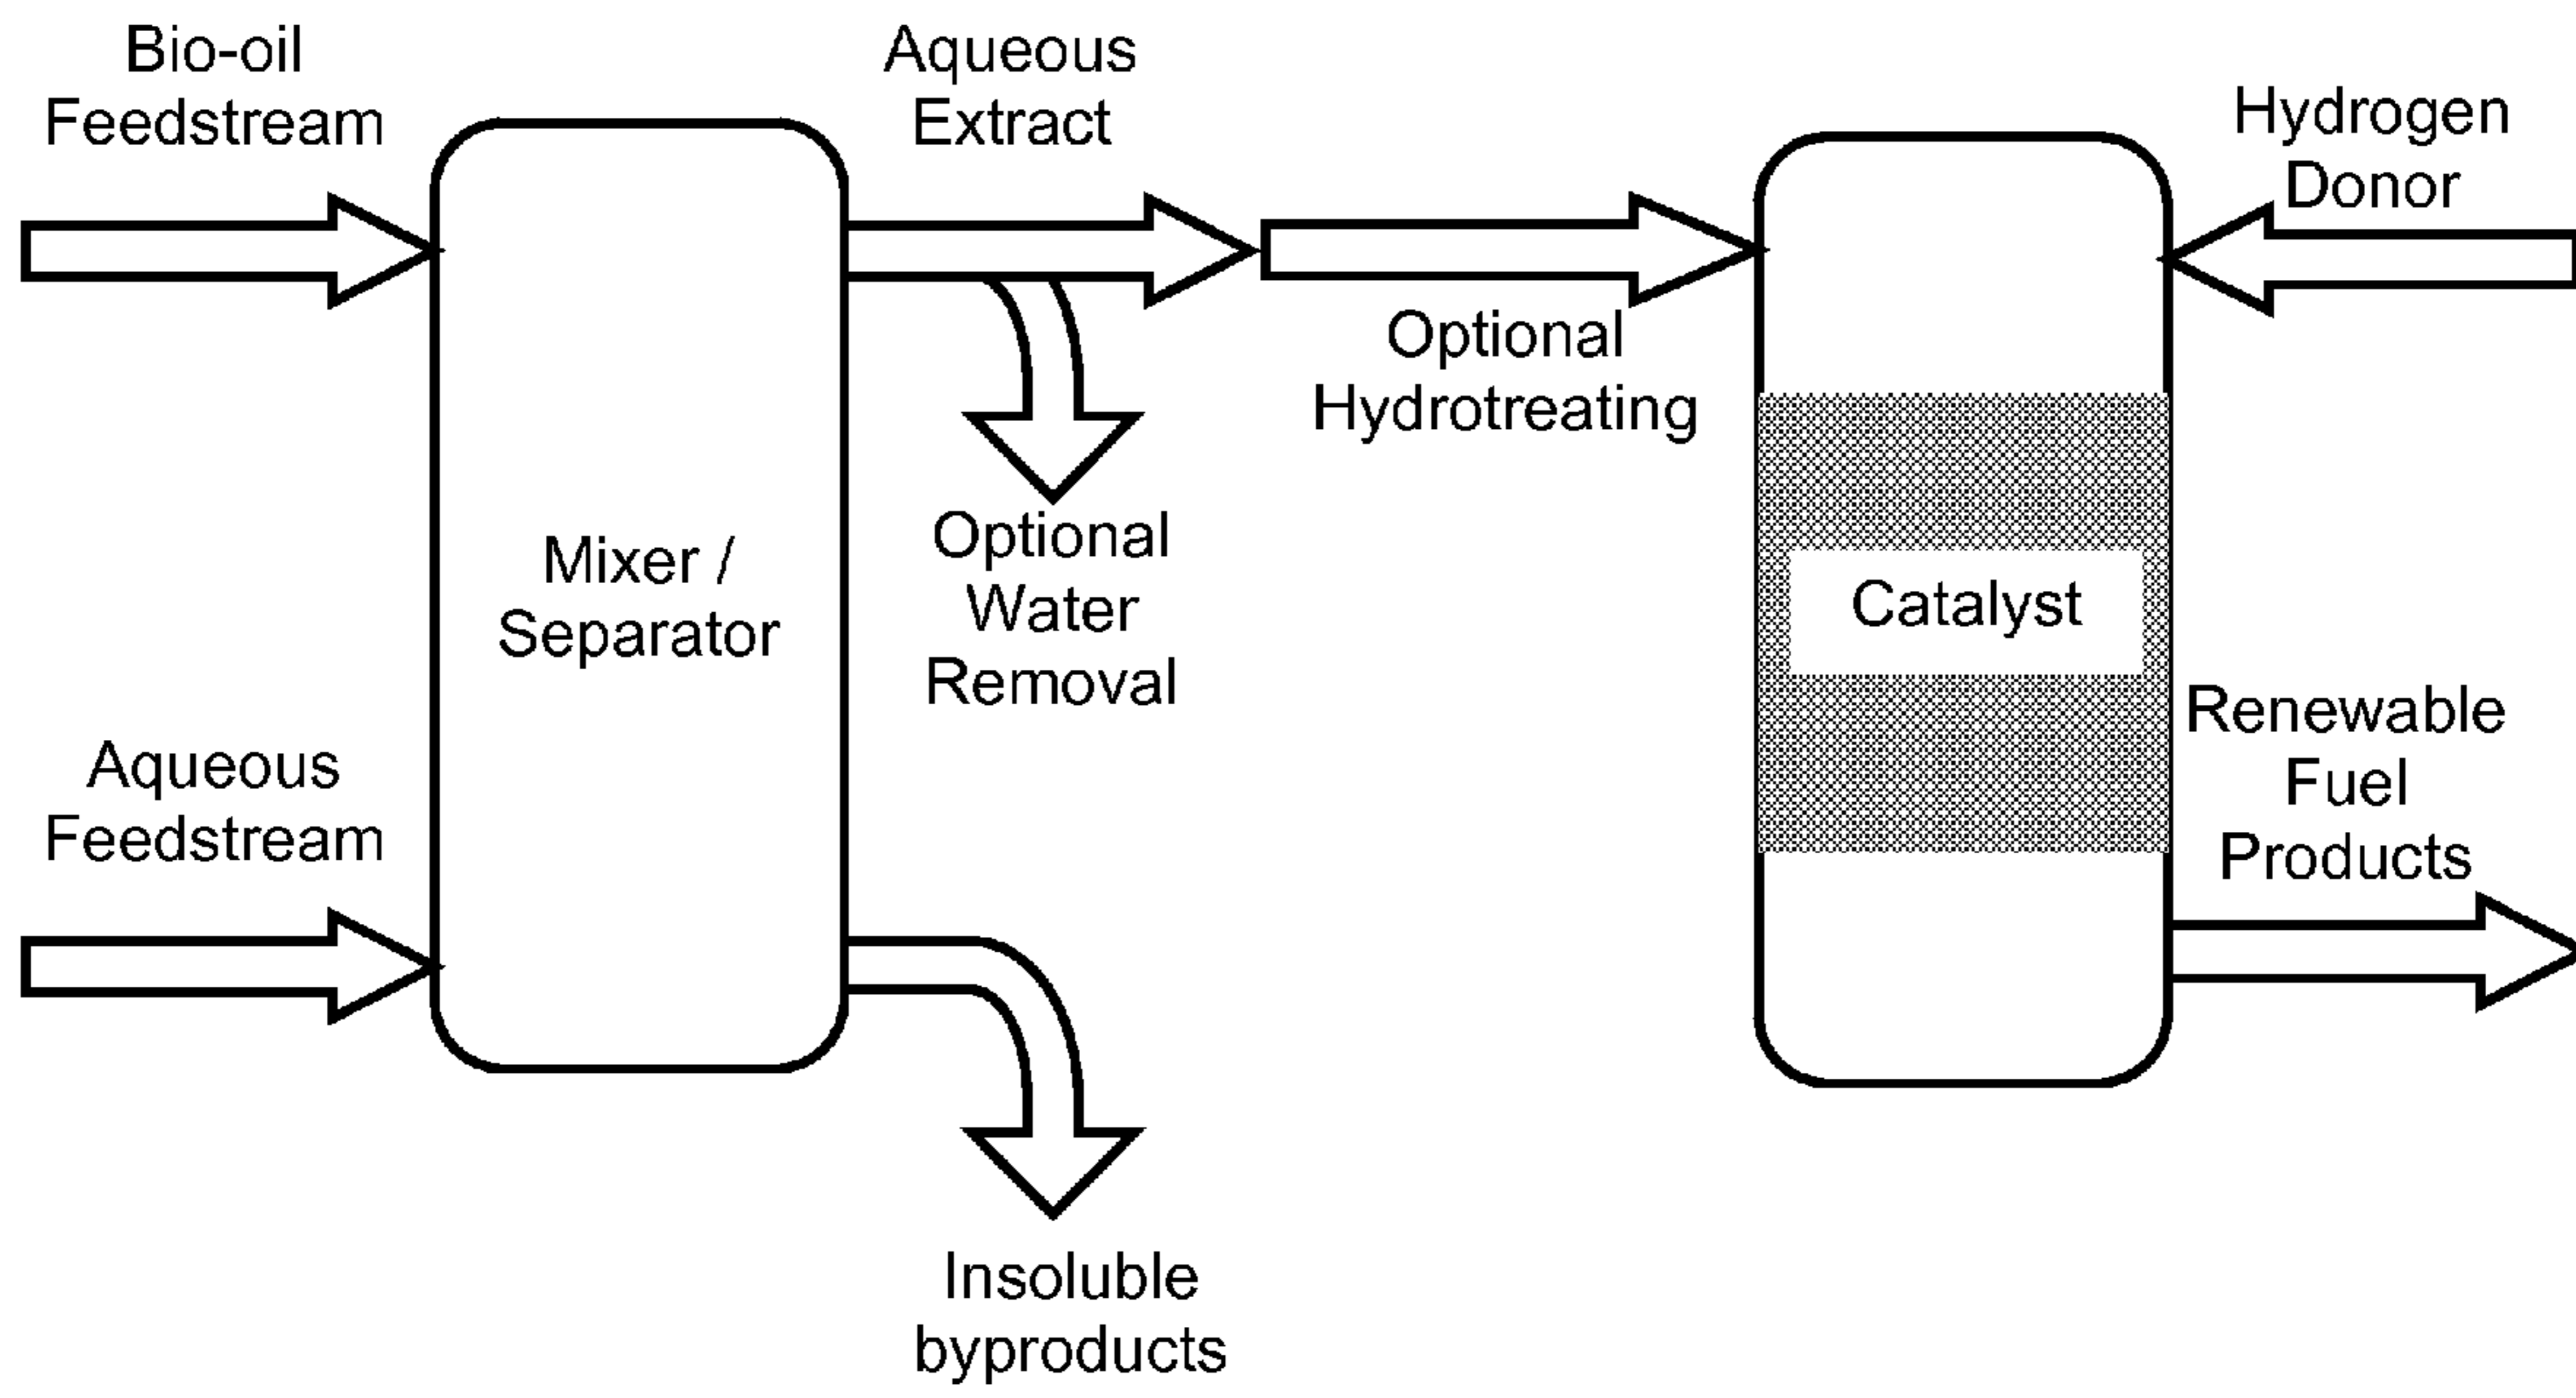 Bio-oil
Feedstream
Aqueous
Extract
Hydrogen
Donor
Optional
Hydrotreating
Mixer /
Separator
Optional
Water
Removal
Catalyst
Aqueous
Feedstream
Renewable
Fuel
Products
Insoluble
byproducts